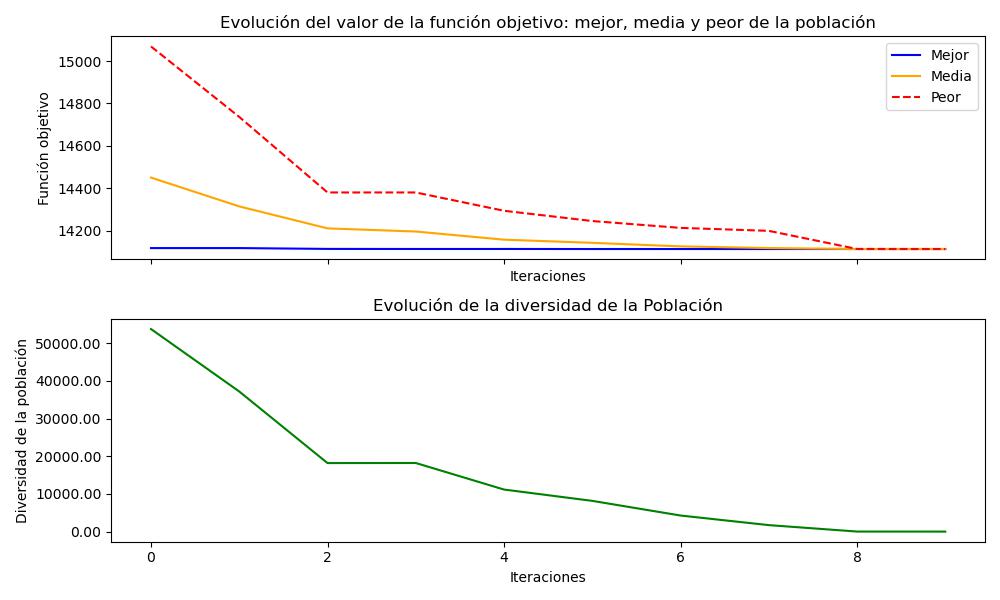 Evolución del valor de la función objetivo: mejor, media y peor de la población
Función objetivo
15000
14800
14600
14400
14200
Mejor
Media
Peor
Iteraciones
Evolución de la diversidad de la Población
Diversidad de la población
50000.00
40000.00
30000.00
20000.00
10000.00
0.00
0 2 4 6 8
Iteraciones